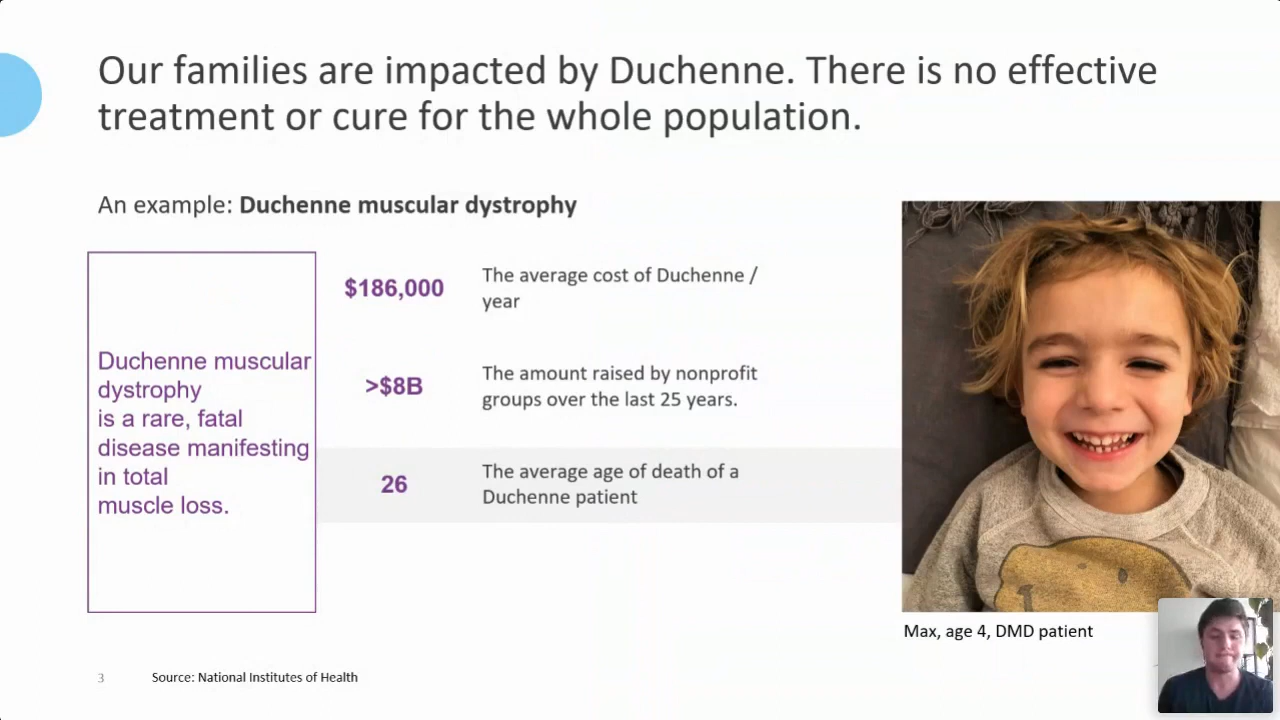 Our families are impacted by Duchenne. There is no effective
treatment or cure for the whole population.
An example: Duchenne muscular dystrophy
Duchenne muscular
dystrophy
is a rare, fatal
disease manifesting
in total
muscle loss.
$186,000
The average cost of Duchenne /
year
>$8B
The amount raised by nonprofit
groups over the last 25 years.
26
The average age of death of a
Duchenne patient
Max, age 4, DMD patient
3
Source: National Institutes of Health